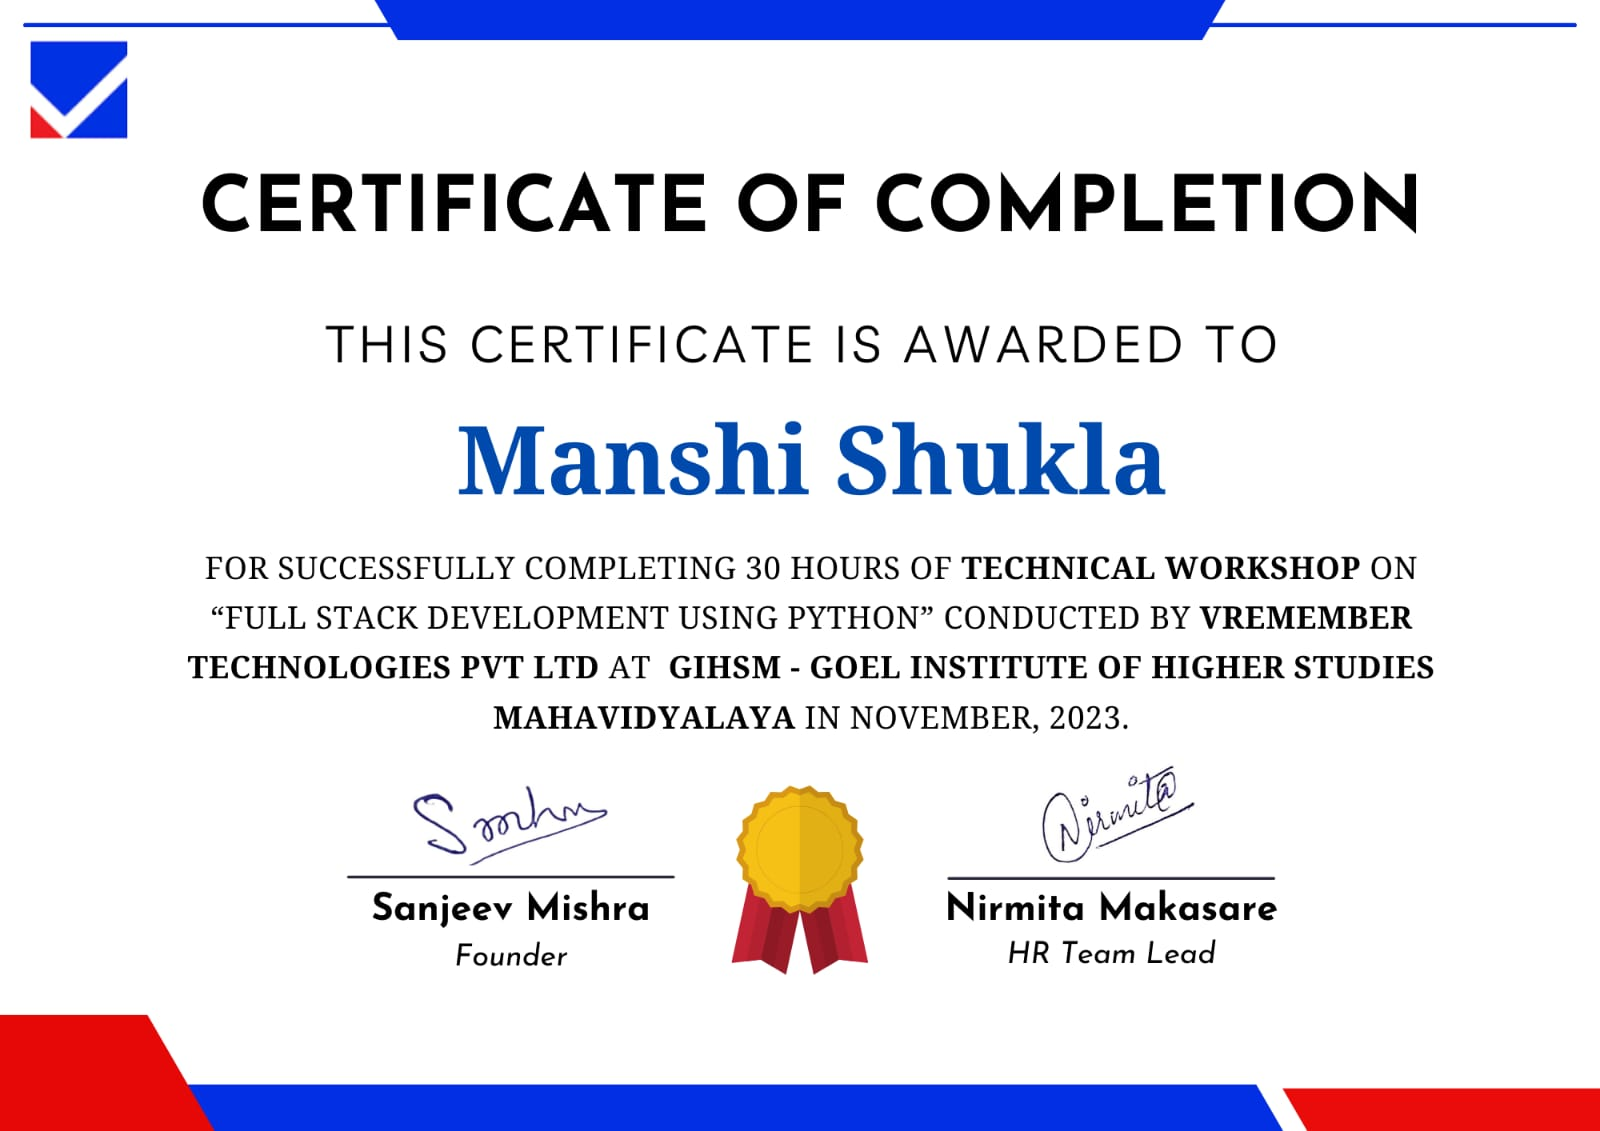 CERTIFICATE OF COMPLETION
THIS CERTIFICATE IS AWARDED TO
Manshi Shukla
FOR SUCCESSFULLY COMPLETING 30 HOURS OF TECHNICAL WORKSHOP ON
“FULL STACK DEVELOPMENT USING PYTHON” CONDUCTED BY VREMEMBER
TECHNOLOGIES PVT LTD AT GIHSM - GOEL INSTITUTE OF HIGHER STUDIES
MAHAVIDYALAYA IN NOVEMBER, 2023.
Nirmita
Sanjeev Mishra
Nirmita Makasare
Founder
HR Team Lead